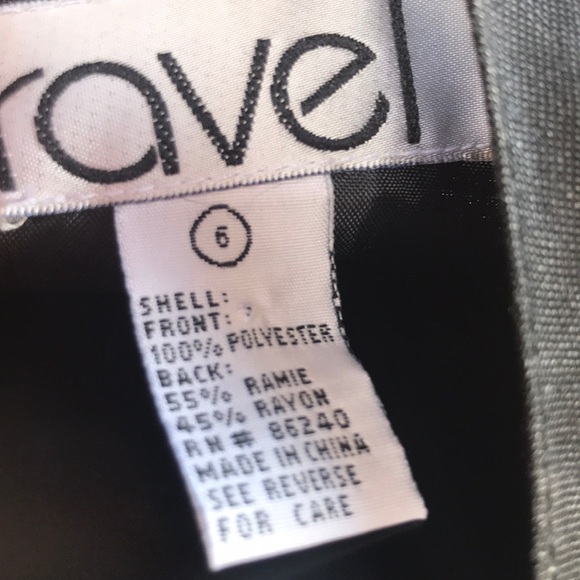 ravel
6
SHELL:
FRONT:
100% POLYESTER
BACK:
55% RAMIE
45% RAYON
RN# 86240
MADE IN CHINA
SEE REVERSE
FOR CARE